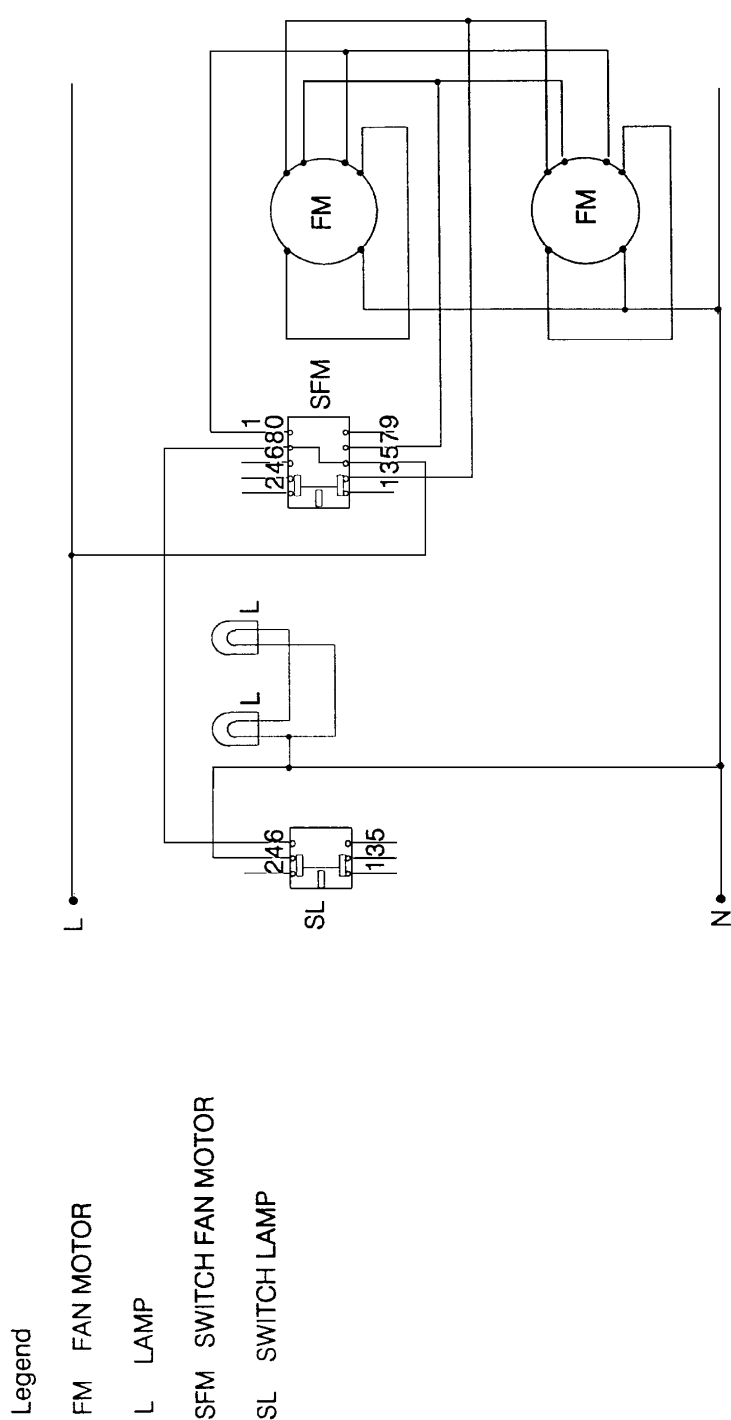 L
N
SL
246
135
L
L
SFM
1
24680
13579
FM
FM
Legend
FM FAN MOTOR
L LAMP
SFM SWITCH FAN MOTOR
SL SWITCH LAMP